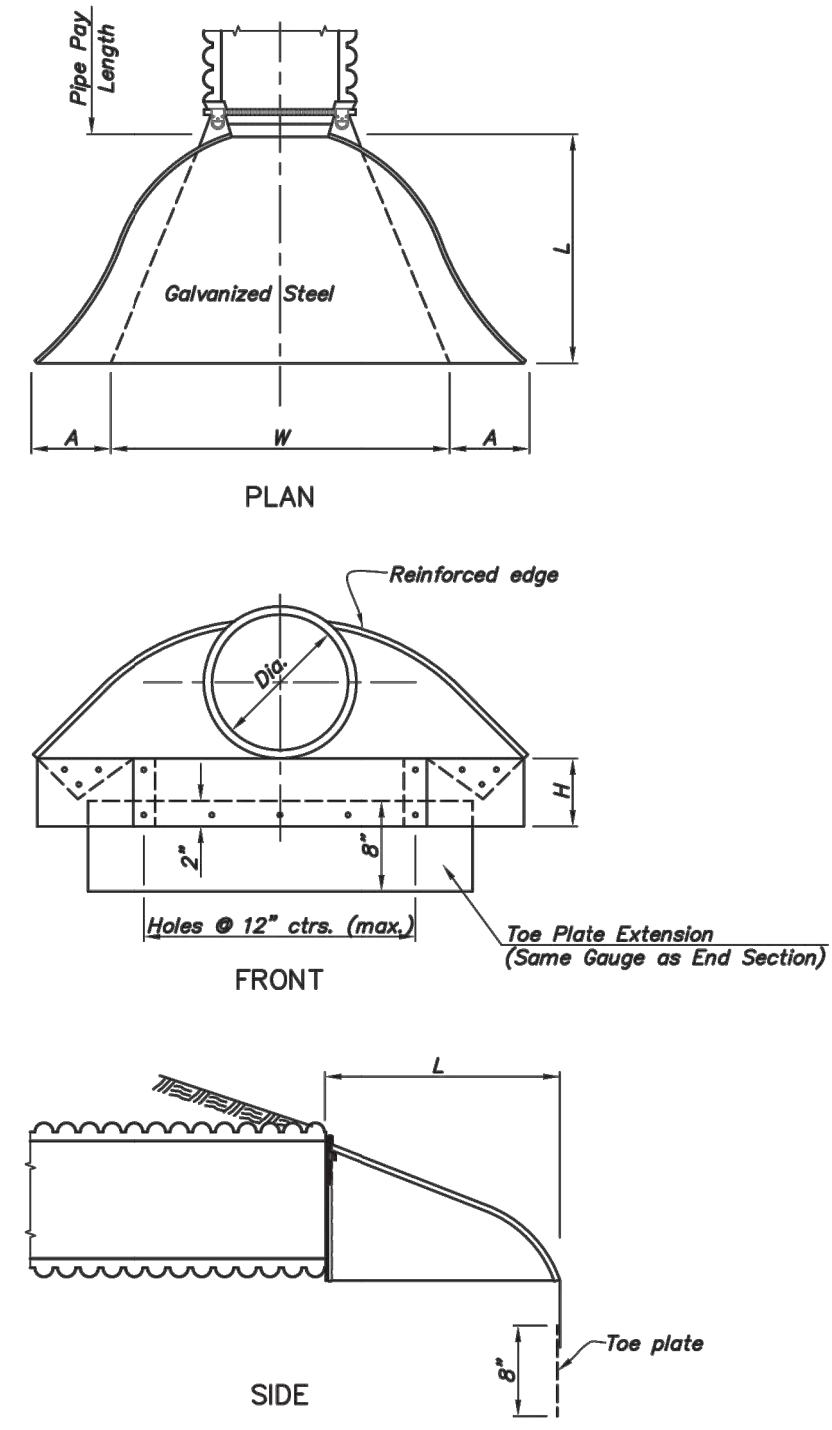 Pipe Pay
Length
L
Galvanized Steel
A
W
A
PLAN
Reinforced edge
Dia.
H
2"
8"
Holes @ 12" ctrs. (max.)
Toe Plate Extension
(Same Gauge as End Section)
FRONT
L
Toe plate
8"
SIDE